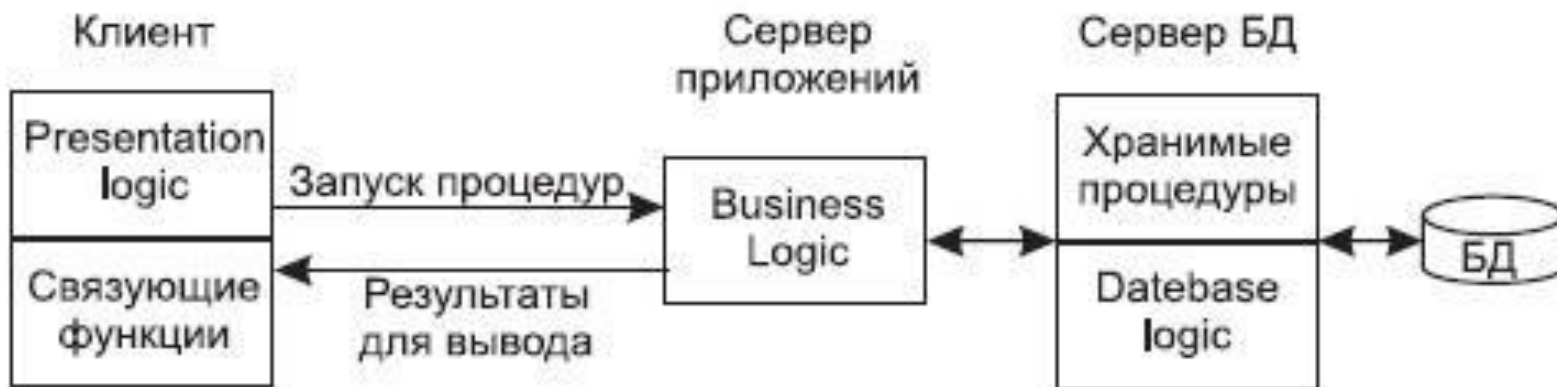 Клиент
Сервер
приложений
Сервер БД
Presentation
logic
Связующие
функции
Запуск процедур
Результаты
для вывода
Business
Logic
Хранимые
процедуры
Datebase
logic
БД